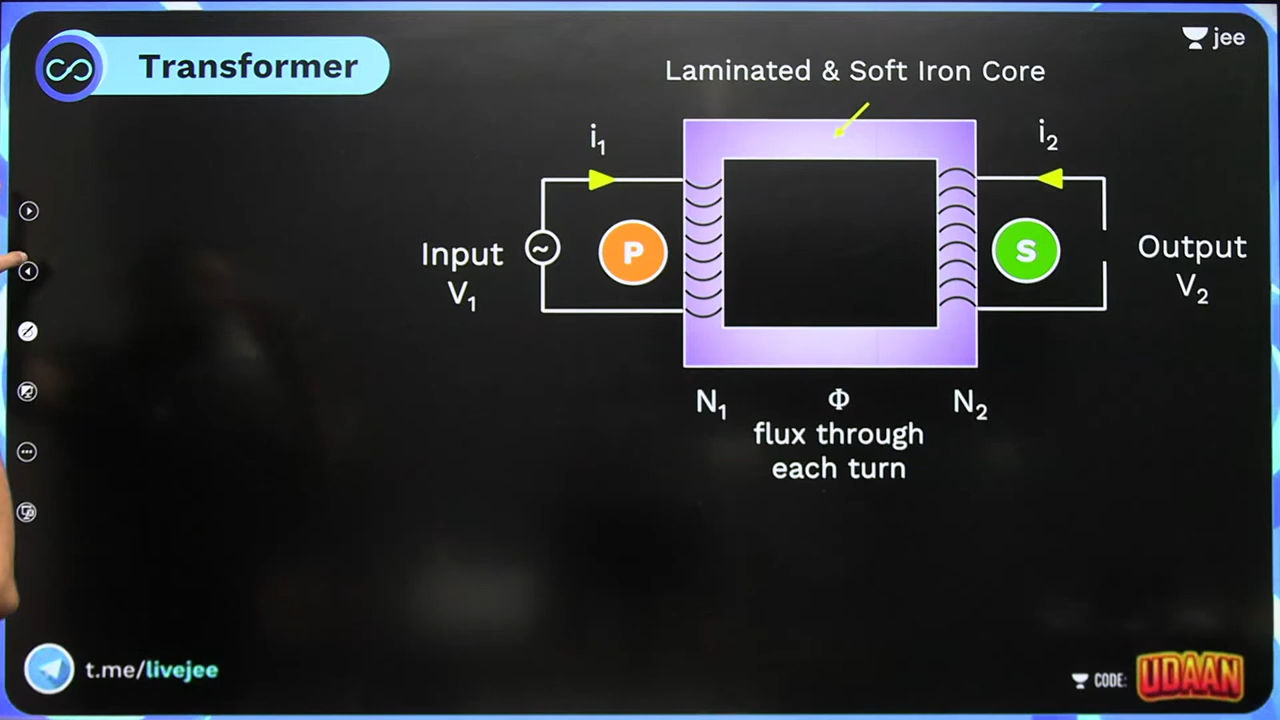 Transformer
jee
Laminated & Soft Iron Core
i₁
i₂
P
S
~
Input
V₁
Output
V₂
N₁
Φ
N₂
flux through
each turn
t.me/livejee
CODE: UDAAN